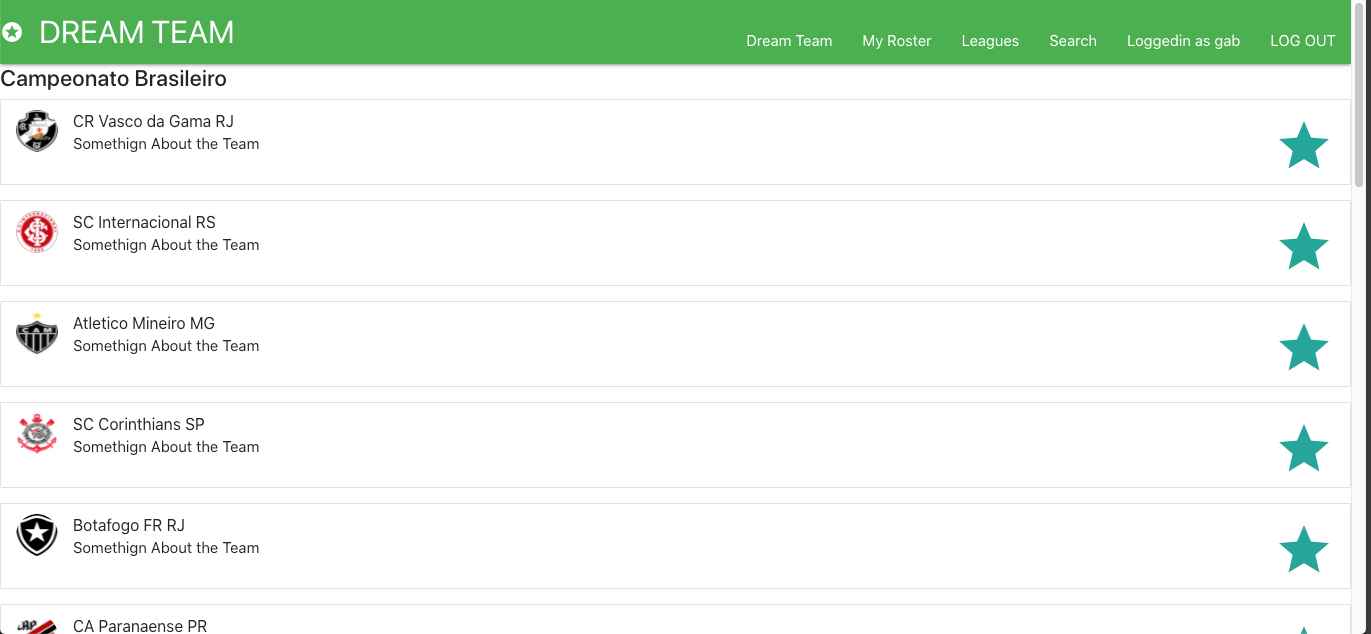 DREAM TEAM
Dream Team My Roster Leagues Search Loggedin as gab LOG OUT
Campeonato Brasileiro
CR Vasco da Gama RJ
Somethign About the Team
SC Internacional RS
Somethign About the Team
Atletico Mineiro MG
Somethign About the Team
CAM
SC Corinthians SP
Somethign About the Team
Botafogo FR RJ
Somethign About the Team
CA Paranaense PR